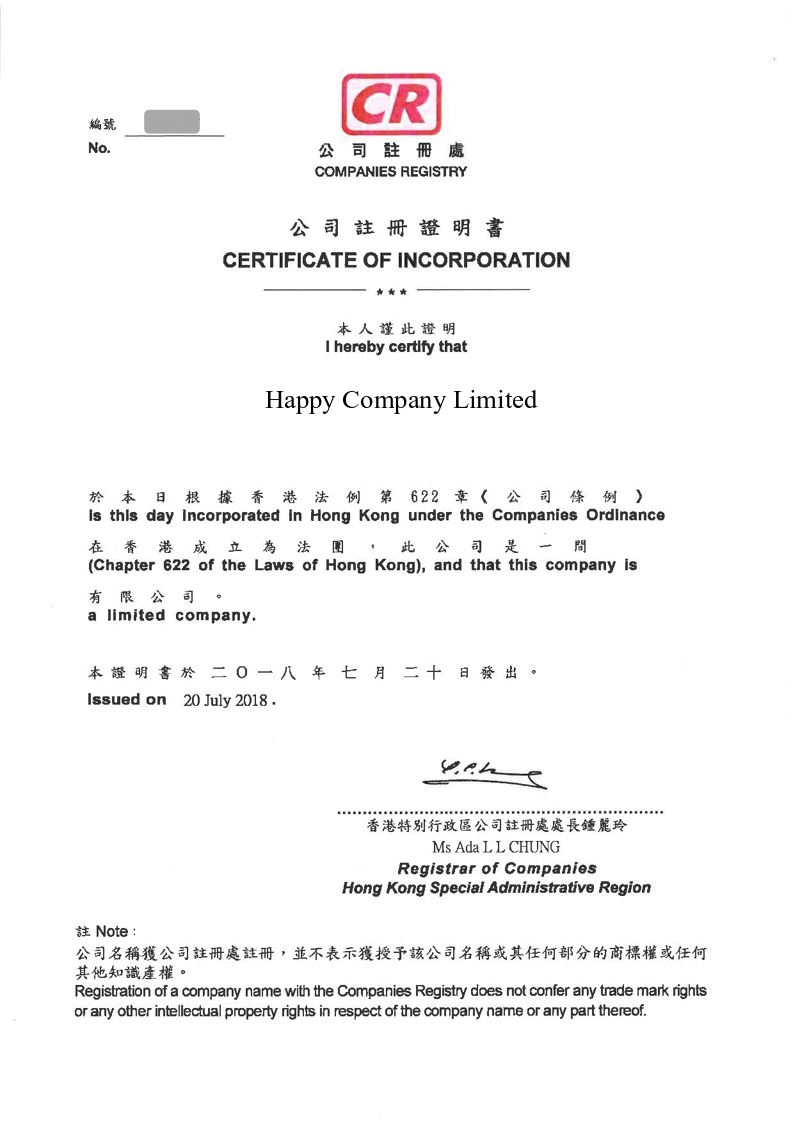 編號
No.
CR
公司註冊處
COMPANIES REGISTRY
公司註冊證明書
CERTIFICATE OF INCORPORATION
***
本人謹此證明
I hereby certify that
Happy Company Limited
於本日根據香港法例第622章《公司條例》
is this day incorporated in Hong Kong under the Companies Ordinance
在香港成立為法團，此公司是一間
(Chapter 622 of the Laws of Hong Kong), and that this company is
有限公司。
a limited company.
本證明書於二〇一八年七月二十日發出。
Issued on 20 July 2018.
香港特別行政區公司註冊處處長鍾麗玲
Ms Ada L L CHUNG
Registrar of Companies
Hong Kong Special Administrative Region
註 Note :
公司名稱獲公司註冊處註冊，並不表示獲授予該公司名稱或其任何部分的商標權或任何
其他知識產權。
Registration of a company name with the Companies Registry does not confer any trade mark rights
or any other intellectual property rights in respect of the company name or any part thereof.